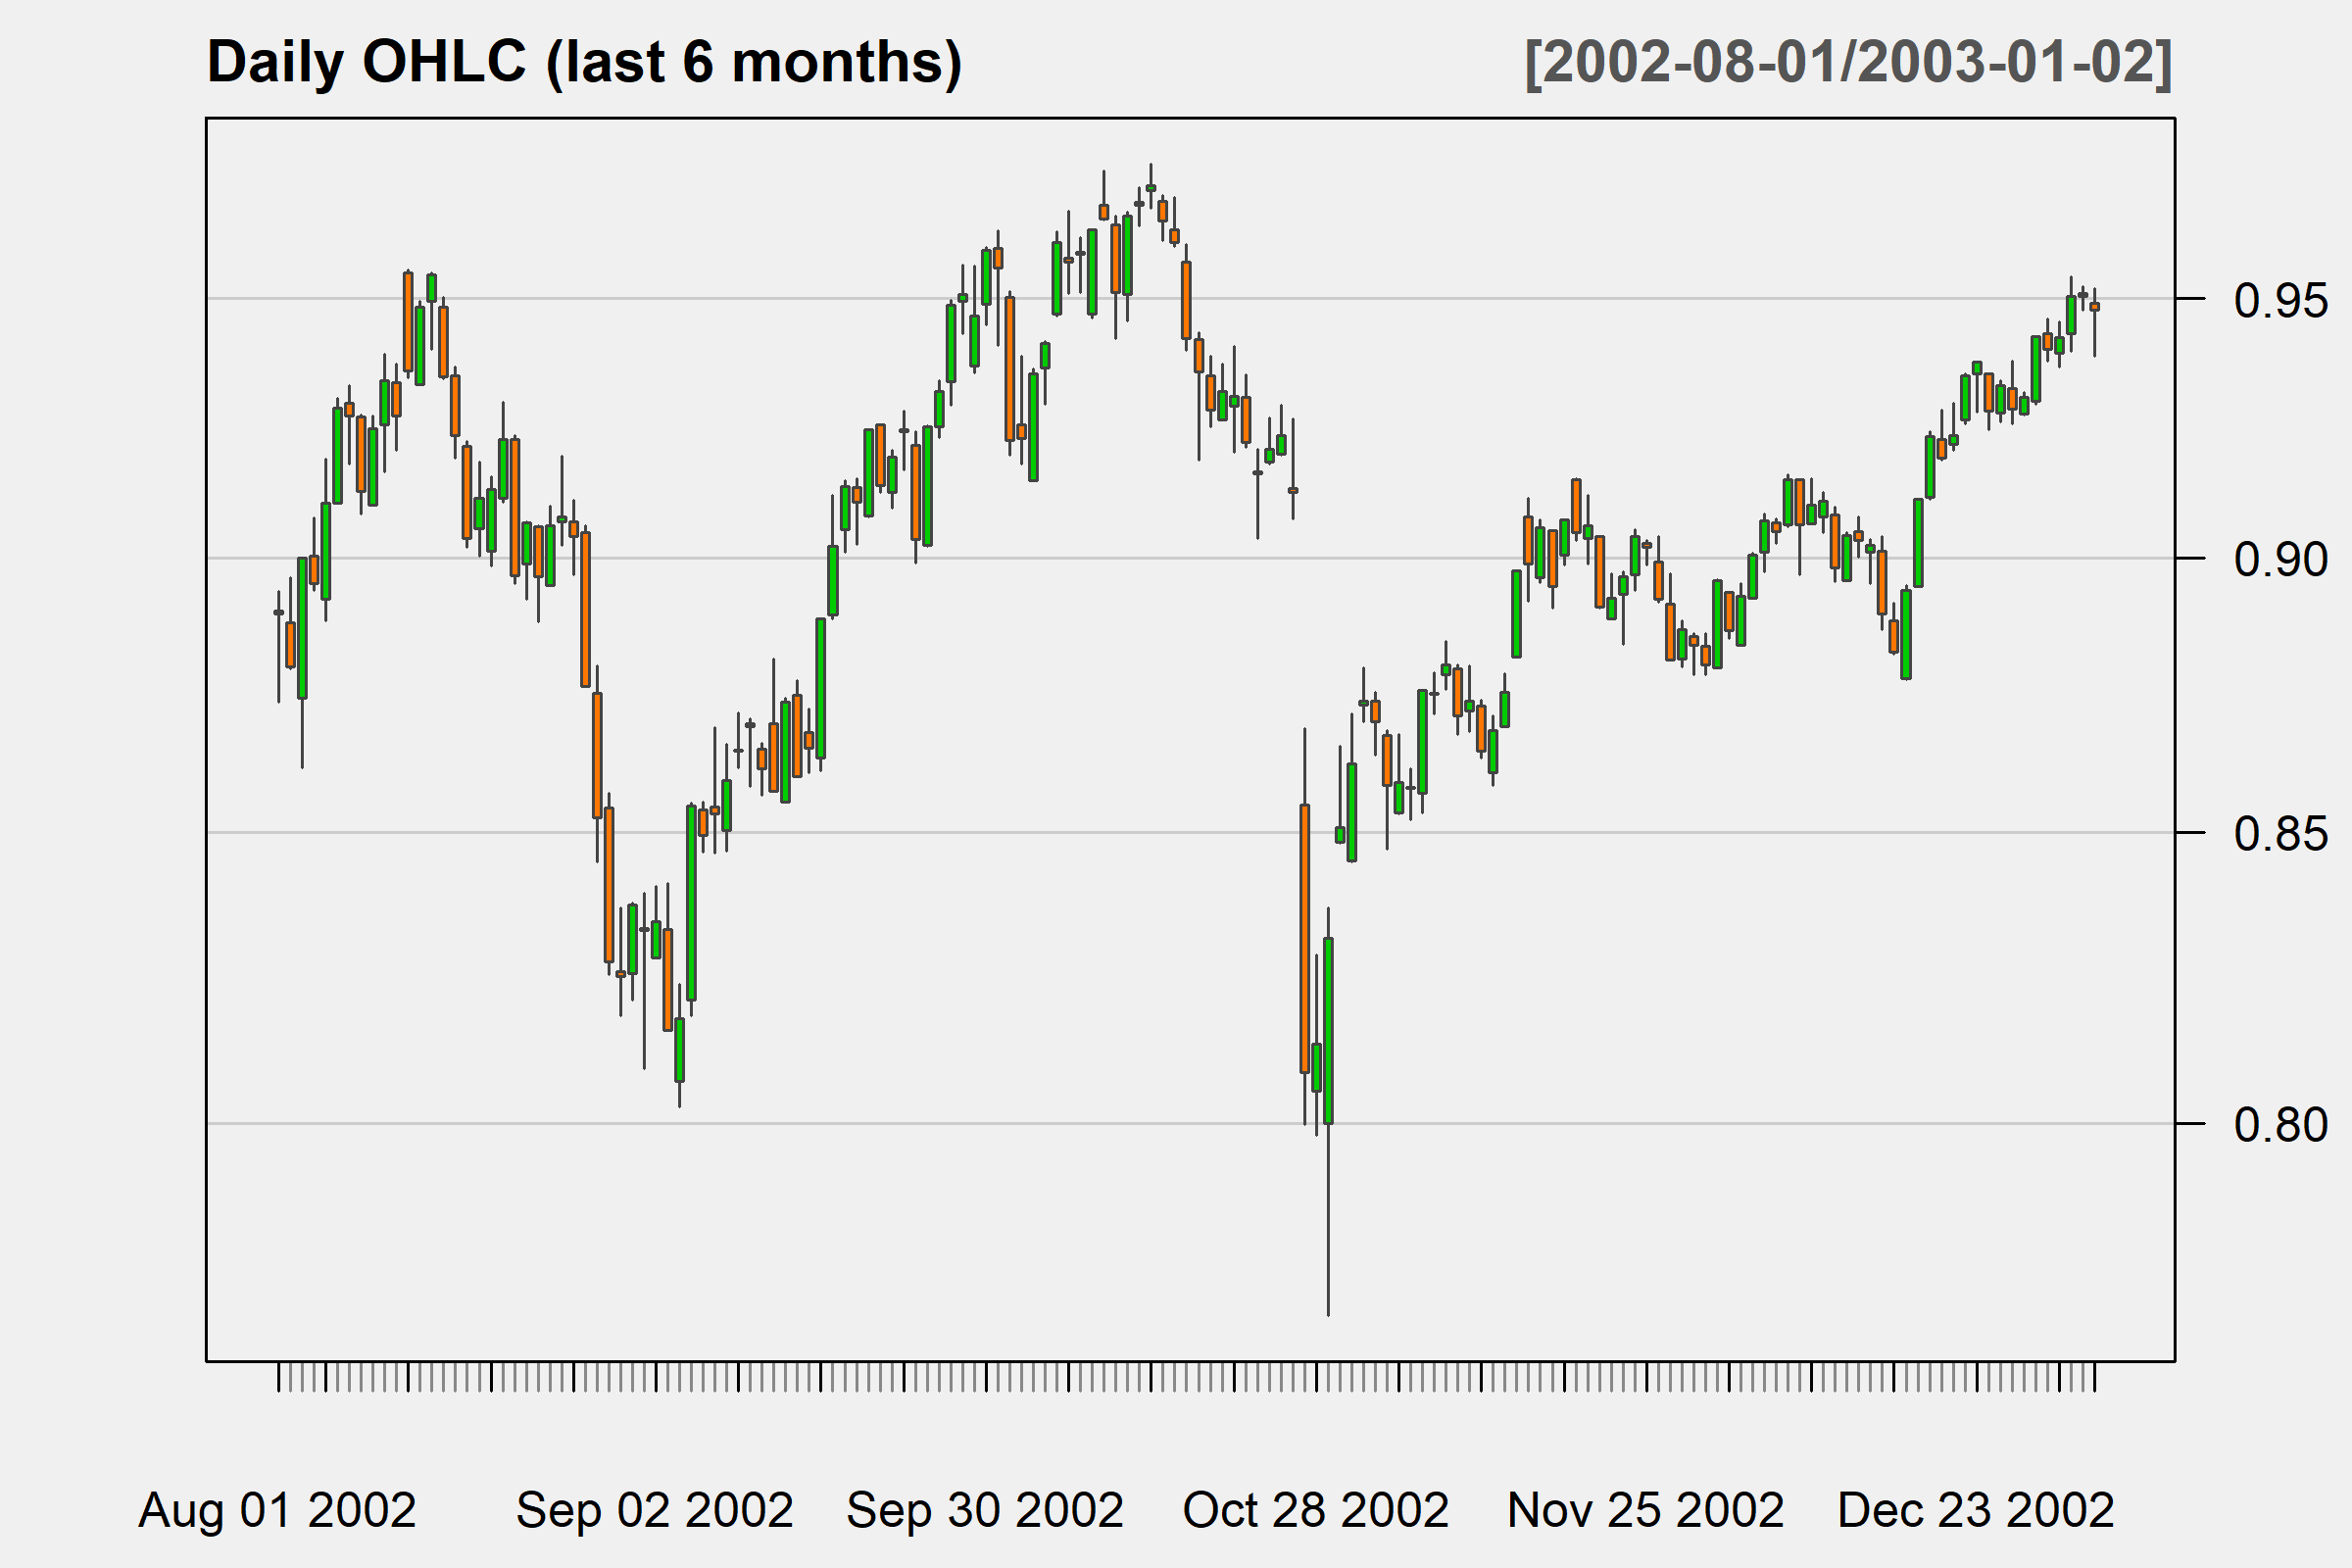 Daily OHLC (last 6 months) [2002-08-01/2003-01-02]
0.95
0.90
0.85
0.80
Aug 01 2002 Sep 02 2002 Sep 30 2002 Oct 28 2002 Nov 25 2002 Dec 23 2002